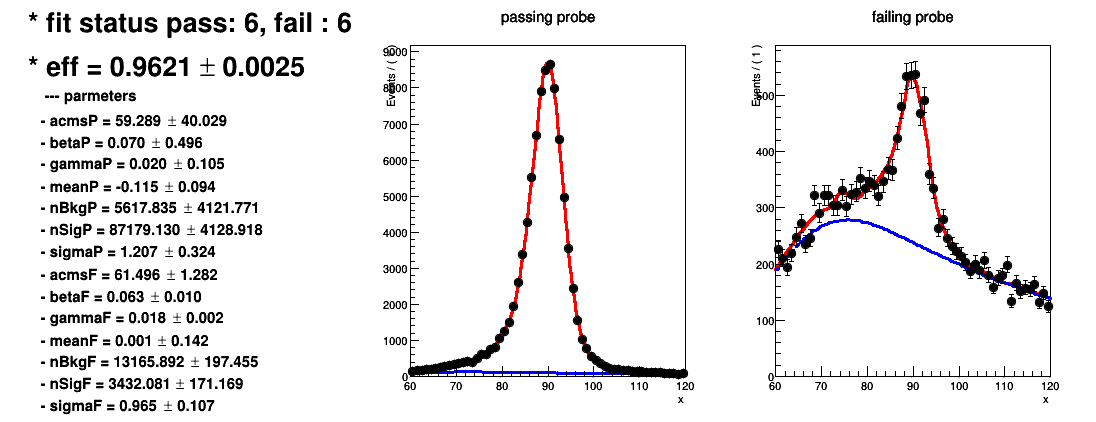 * fit status pass: 6, fail : 6
* eff = 0.9621 ± 0.0025
--- parmeters
- acmsP = 59.289 ± 40.029
- betaP = 0.070 ± 0.496
- gammaP = 0.020 ± 0.105
- meanP = -0.115 ± 0.094
- nBkgP = 5617.835 ± 4121.771
- nSigP = 87179.130 ± 4128.918
- sigmaP = 1.207 ± 0.324
- acmsF = 61.496 ± 1.282
- betaF = 0.063 ± 0.010
- gammaF = 0.018 ± 0.002
- meanF = 0.001 ± 0.142
- nBkgF = 13165.892 ± 197.455
- nSigF = 3432.081 ± 171.169
- sigmaF = 0.965 ± 0.107
passing probe
9000
8000
7000
6000
5000
4000
3000
2000
1000
0
60 70 80 90 100 110 120
x
failing probe
Events / ( 1 )
500
400
300
200
100
0
60 70 80 90 100 110 120
x